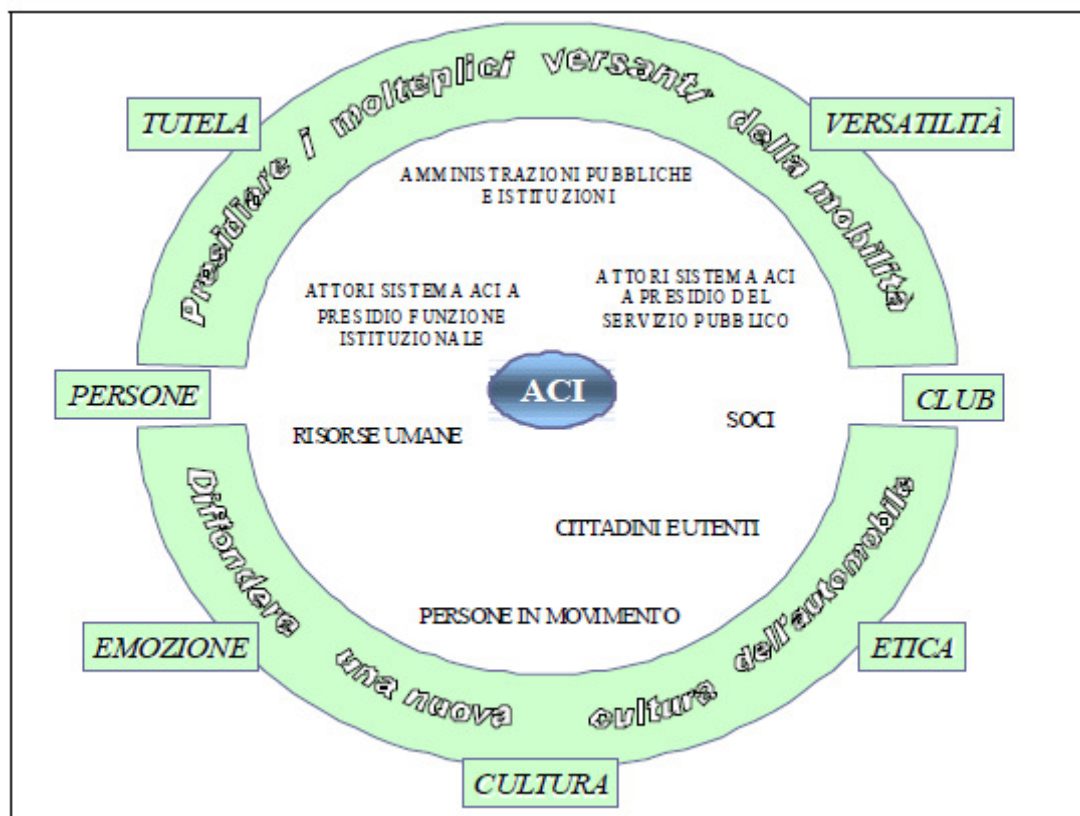 Presidiare i molteplici versanti della mobilità
TUTELA
VERSATILITÀ
AMMINISTRAZIONI PUBBLICHE
E ISTITUZIONI
ATTORI SISTEMA ACI A
PRESIDIO FUNZIONE
ISTITUZIONALE
ATTORI SISTEMA ACI
A PRESIDIO DEL
SERVIZIO PUBBLICO
PERSONE
ACI
CLUB
RISORSE UMANE
SOCI
CITTADINI E UTENTI
PERSONE IN MOVIMENTO
EMOZIONE
ETICA
Diffondere una nuova cultura dell'automobile
CULTURA